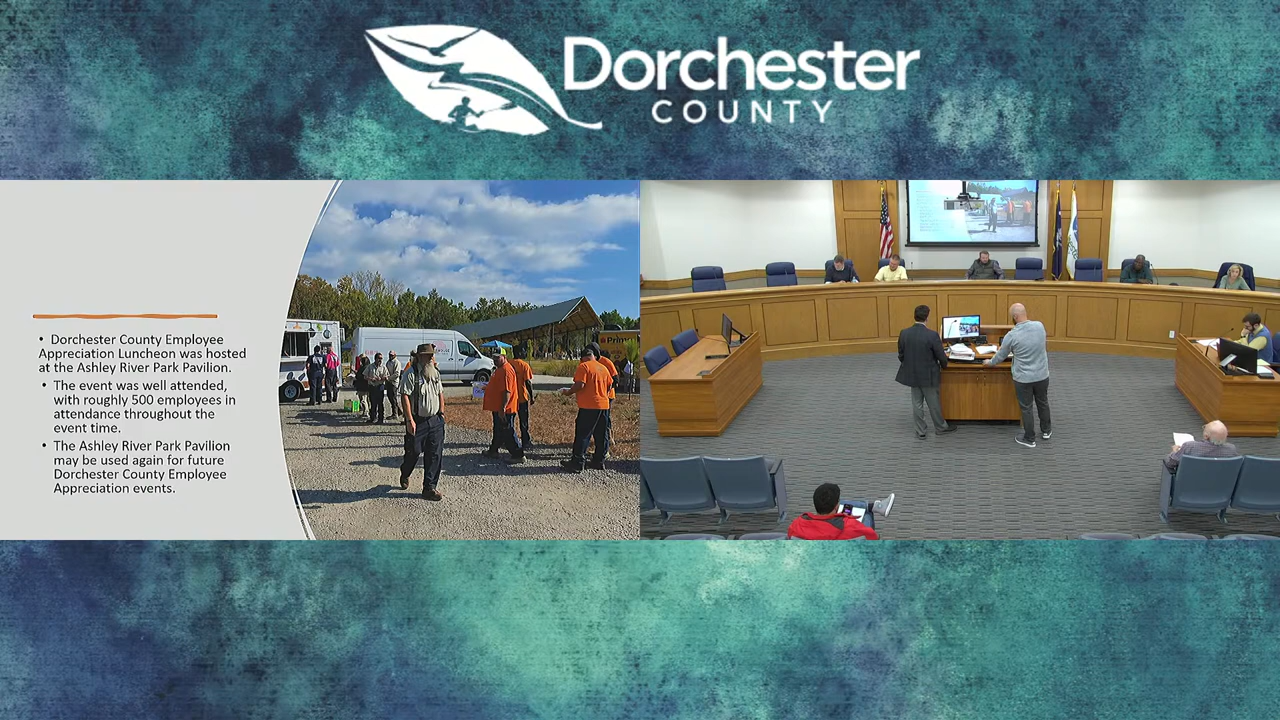 Dorchester
COUNTY
• Dorchester County Employee
Appreciation Luncheon was hosted
at the Ashley River Park Pavilion.
• The event was well attended,
with roughly 500 employees in
attendance throughout the
event time.
• The Ashley River Park Pavilion
may be used again for future
Dorchester County Employee
Appreciation events.